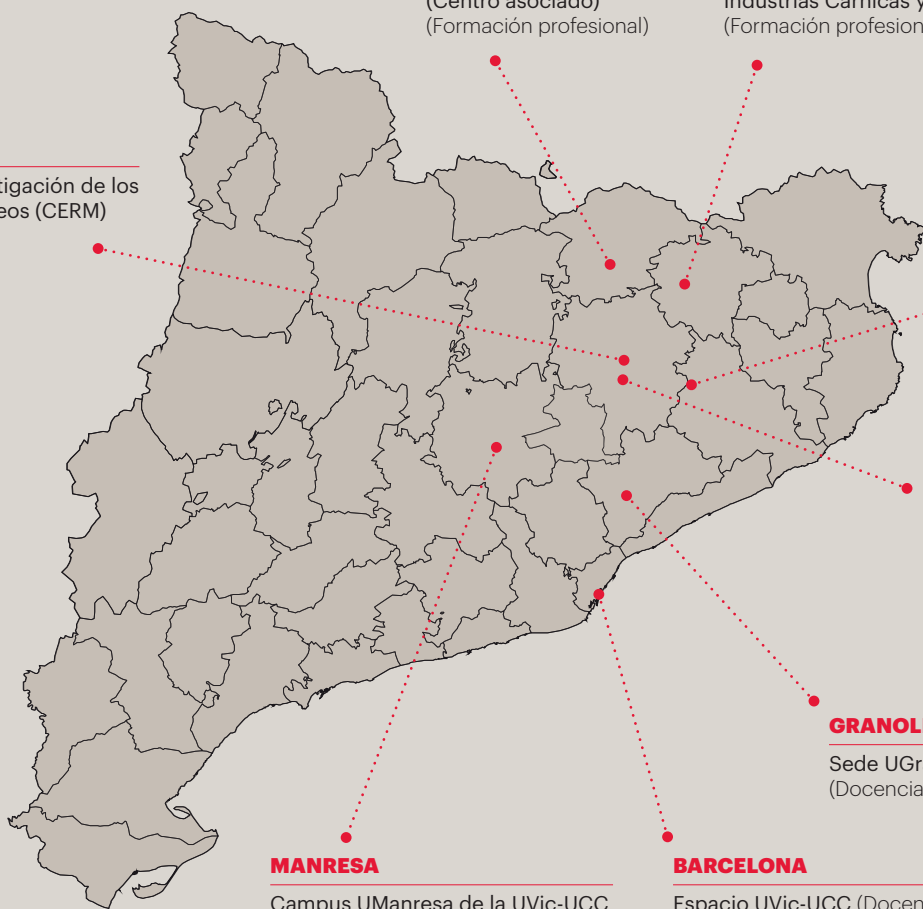 (Centro asociado)
(Formación profesional)
Industrias Cárnicas y
(Formación profesion
tigación de los
eos (CERM)
GRANOL
Sede UGr
(Docencia
MANRESA
Campus UManresa de la UVic-UCC
BARCELONA
Espacio UVic-UCC (Docen